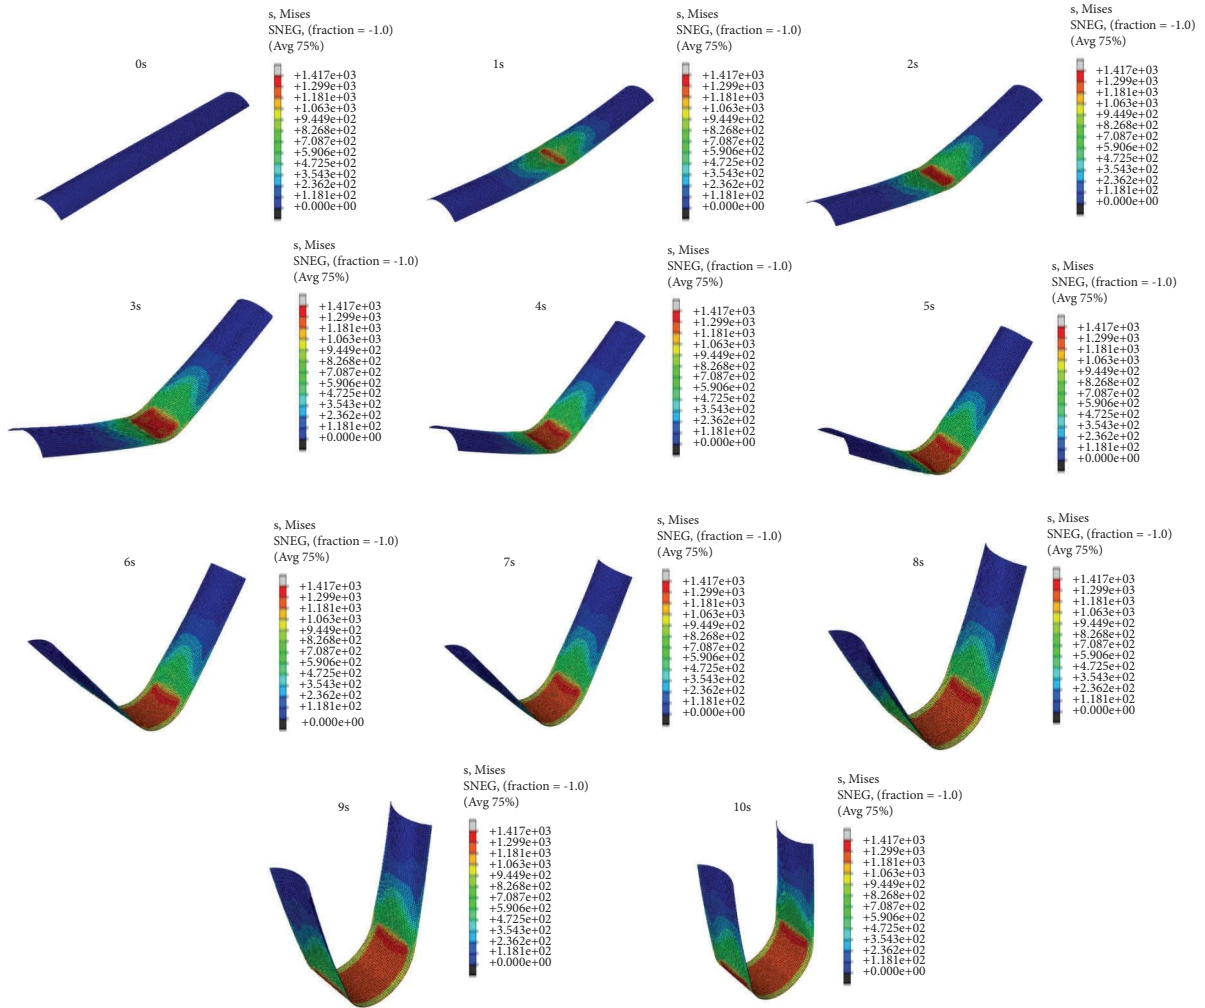 0s
s, Mises
SNEG, (fraction = -1.0)
(Avg 75%)
+1.417e+03
+1.299e+03
+1.181e+03
+1.063e+03
+9.449e+02
+8.268e+02
+7.087e+02
+5.906e+02
+4.725e+02
+3.543e+02
+2.362e+02
+1.181e+02
+0.000e+00
1s
s, Mises
SNEG, (fraction = -1.0)
(Avg 75%)
+1.417e+03
+1.299e+03
+1.181e+03
+1.063e+03
+9.449e+02
+8.268e+02
+7.087e+02
+5.906e+02
+4.725e+02
+3.543e+02
+2.362e+02
+1.181e+02
+0.000e+00
2s
s, Mises
SNEG, (fraction = -1.0)
(Avg 75%)
+1.417e+03
+1.299e+03
+1.181e+03
+1.063e+03
+9.449e+02
+8.268e+02
+7.087e+02
+5.906e+02
+4.725e+02
+3.543e+02
+2.362e+02
+1.181e+02
+0.000e+00
3s
s, Mises
SNEG, (fraction = -1.0)
(Avg 75%)
+1.417e+03
+1.299e+03
+1.181e+03
+1.063e+03
+9.449e+02
+8.268e+02
+7.087e+02
+5.906e+02
+4.725e+02
+3.543e+02
+2.362e+02
+1.181e+02
+0.000e+00
4s
s, Mises
SNEG, (fraction = -1.0)
(Avg 75%)
+1.417e+03
+1.299e+03
+1.181e+03
+1.063e+03
+9.449e+02
+8.268e+02
+7.087e+02
+5.906e+02
+4.725e+02
+3.543e+02
+2.362e+02
+1.181e+02
+0.000e+00
5s
s, Mises
SNEG, (fraction = -1.0)
(Avg 75%)
+1.417e+03
+1.299e+03
+1.181e+03
+1.063e+03
+9.449e+02
+8.268e+02
+7.087e+02
+5.906e+02
+4.725e+02
+3.543e+02
+2.362e+02
+1.181e+02
+0.000e+00
6s
s, Mises
SNEG, (fraction = -1.0)
(Avg 75%)
+1.417e+03
+1.299e+03
+1.181e+03
+1.063e+03
+9.449e+02
+8.268e+02
+7.087e+02
+5.906e+02
+4.725e+02
+3.543e+02
+2.362e+02
+1.181e+02
+0.000e+00
7s
s, Mises
SNEG, (fraction = -1.0)
(Avg 75%)
+1.417e+03
+1.299e+03
+1.181e+03
+1.063e+03
+9.449e+02
+8.268e+02
+7.087e+02
+5.906e+02
+4.725e+02
+3.543e+02
+2.362e+02
+1.181e+02
+0.000e+00
8s
s, Mises
SNEG, (fraction = -1.0)
(Avg 75%)
+1.417e+03
+1.299e+03
+1.181e+03
+1.063e+03
+9.449e+02
+8.268e+02
+7.087e+02
+5.906e+02
+4.725e+02
+3.543e+02
+2.362e+02
+1.181e+02
+0.000e+00
9s
s, Mises
SNEG, (fraction = -1.0)
(Avg 75%)
+1.417e+03
+1.299e+03
+1.181e+03
+1.063e+03
+9.449e+02
+8.268e+02
+7.087e+02
+5.906e+02
+4.725e+02
+3.543e+02
+2.362e+02
+1.181e+02
+0.000e+00
10s
s, Mises
SNEG, (fraction = -1.0)
(Avg 75%)
+1.417e+03
+1.299e+03
+1.181e+03
+1.063e+03
+9.449e+02
+8.268e+02
+7.087e+02
+5.906e+02
+4.725e+02
+3.543e+02
+2.362e+02
+1.181e+02
+0.000e+00